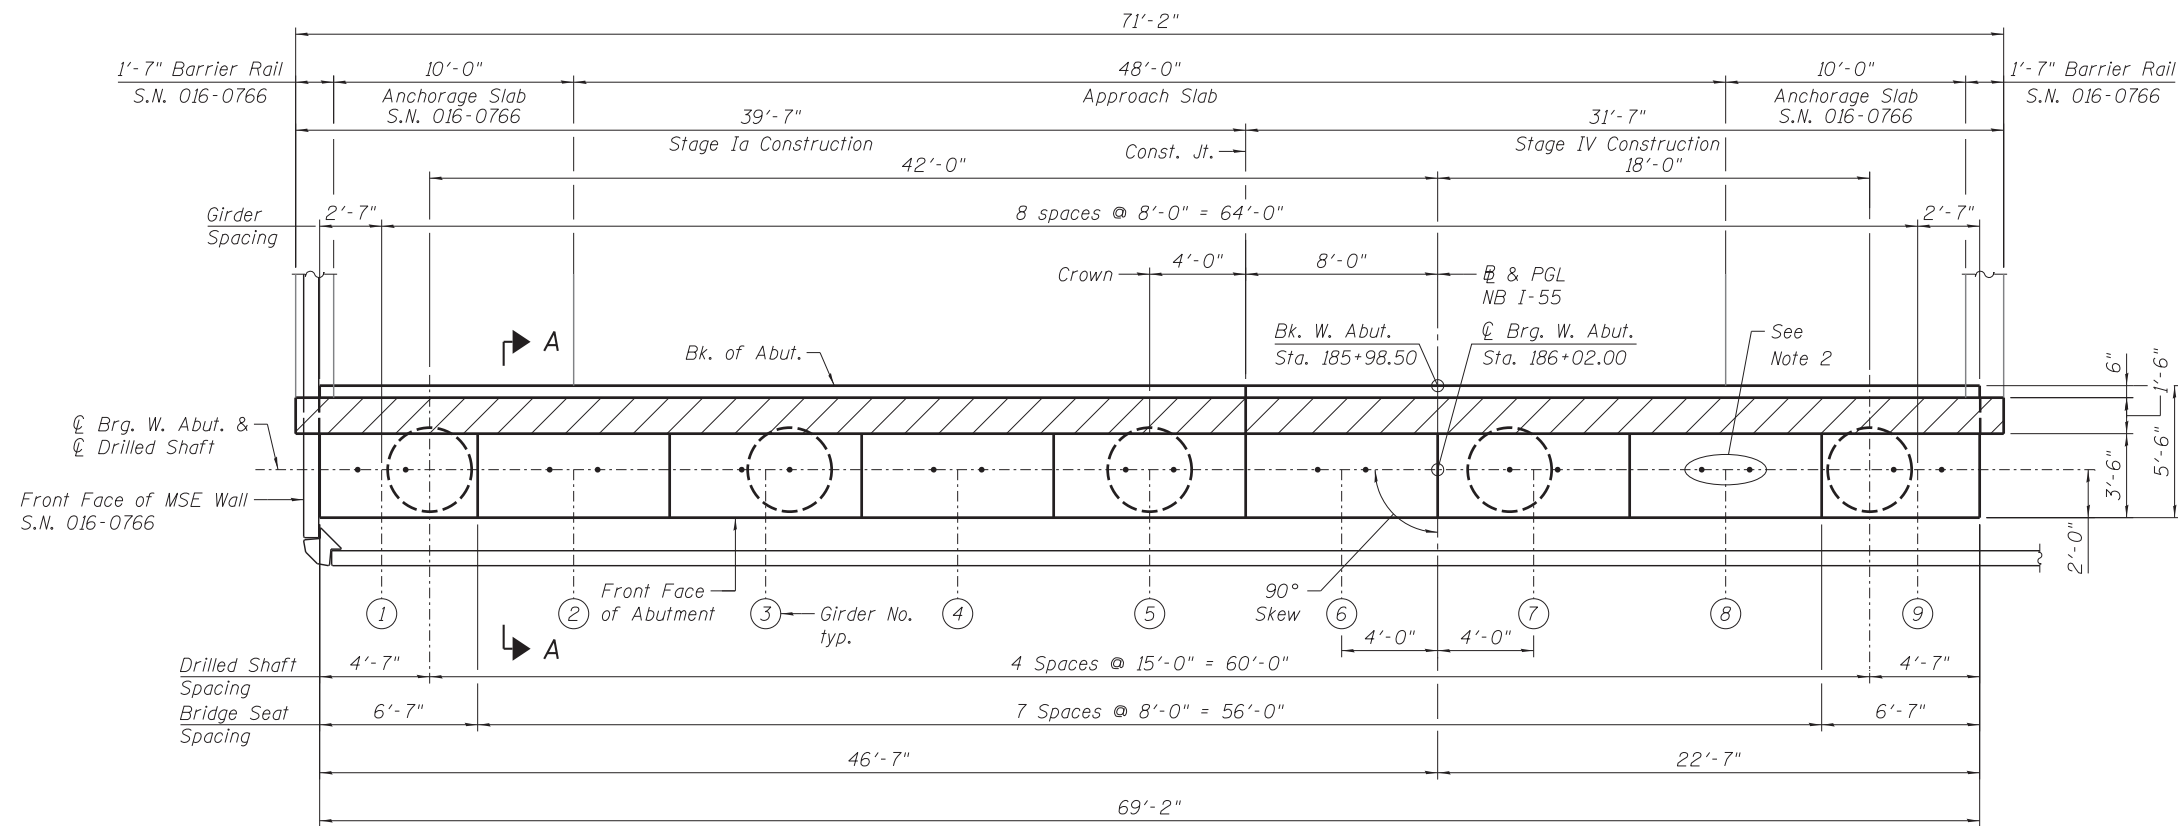 71'-2"
1'-7" Barrier Rail
S.N. 016-0766
10'-0"
Anchorage Slab
S.N. 016-0766
48'-0"
Approach Slab
10'-0"
Anchorage Slab
S.N. 016-0766
1'-7" Barrier Rail
S.N. 016-0766
39'-7"
Stage Ia Construction
Const. Jt.
31'-7"
Stage IV Construction
42'-0"
18'-0"
Girder
Spacing
2'-7"
8 spaces @ 8'-0" = 64'-0"
2'-7"
Crown
4'-0"
8'-0"
℄ & PGL
NB I-55
A
Bk. of Abut.
Bk. W. Abut.
Sta. 185+98.50
℄ Brg. W. Abut.
Sta. 186+02.00
See
Note 2
6"
1'-6"
3'-6"
5'-6"
2'-0"
℄ Brg. W. Abut. &
℄ Drilled Shaft
Front Face of MSE Wall
S.N. 016-0766
Front Face
of Abutment
90°
Skew
1
2
3
Girder No.
typ.
4
5
6
7
8
9
A
4'-0"
4'-0"
Drilled Shaft
Spacing
4'-7"
4 Spaces @ 15'-0" = 60'-0"
4'-7"
Bridge Seat
Spacing
6'-7"
7 Spaces @ 8'-0" = 56'-0"
6'-7"
46'-7"
22'-7"
69'-2"